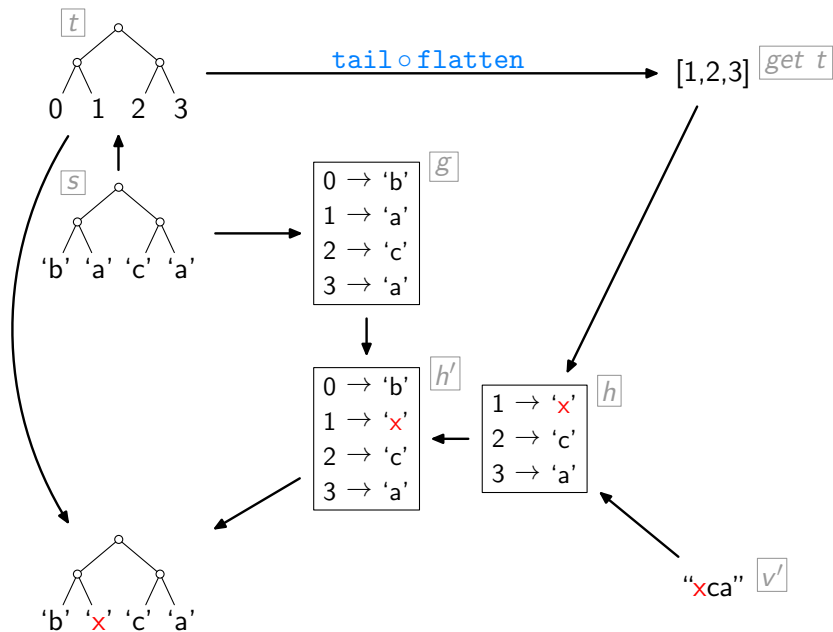 t
tail ∘ flatten
[1,2,3] get t
0 1 2 3
s
g
0 → ‘b’
1 → ‘a’
2 → ‘c’
3 → ‘a’
‘b’ ‘a’ ‘c’ ‘a’
h′
0 → ‘b’
1 → ‘x’
2 → ‘c’
3 → ‘a’
h
1 → ‘x’
2 → ‘c’
3 → ‘a’
“xca” v′
‘b’ ‘x’ ‘c’ ‘a’